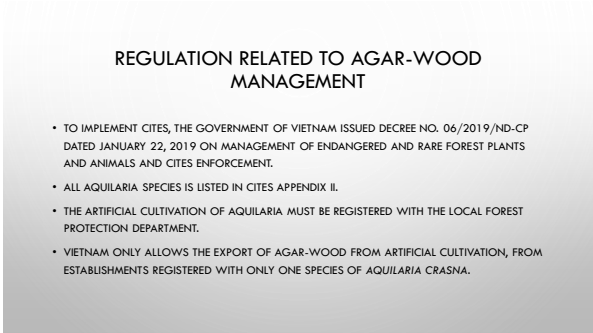 REGULATION RELATED TO AGAR-WOOD
MANAGEMENT
• TO IMPLEMENT CITES, THE GOVERNMENT OF VIETNAM ISSUED DECREE NO. 06/2019/ND-CP
DATED JANUARY 22, 2019 ON MANAGEMENT OF ENDANGERED AND RARE FOREST PLANTS
AND ANIMALS AND CITES ENFORCEMENT.
• ALL AQUILARIA SPECIES IS LISTED IN CITES APPENDIX II.
• THE ARTIFICIAL CULTIVATION OF AQUILARIA MUST BE REGISTERED WITH THE LOCAL FOREST
PROTECTION DEPARTMENT.
• VIETNAM ONLY ALLOWS THE EXPORT OF AGAR-WOOD FROM ARTIFICIAL CULTIVATION, FROM
ESTABLISHMENTS REGISTERED WITH ONLY ONE SPECIES OF AQUILARIA CRASNA.